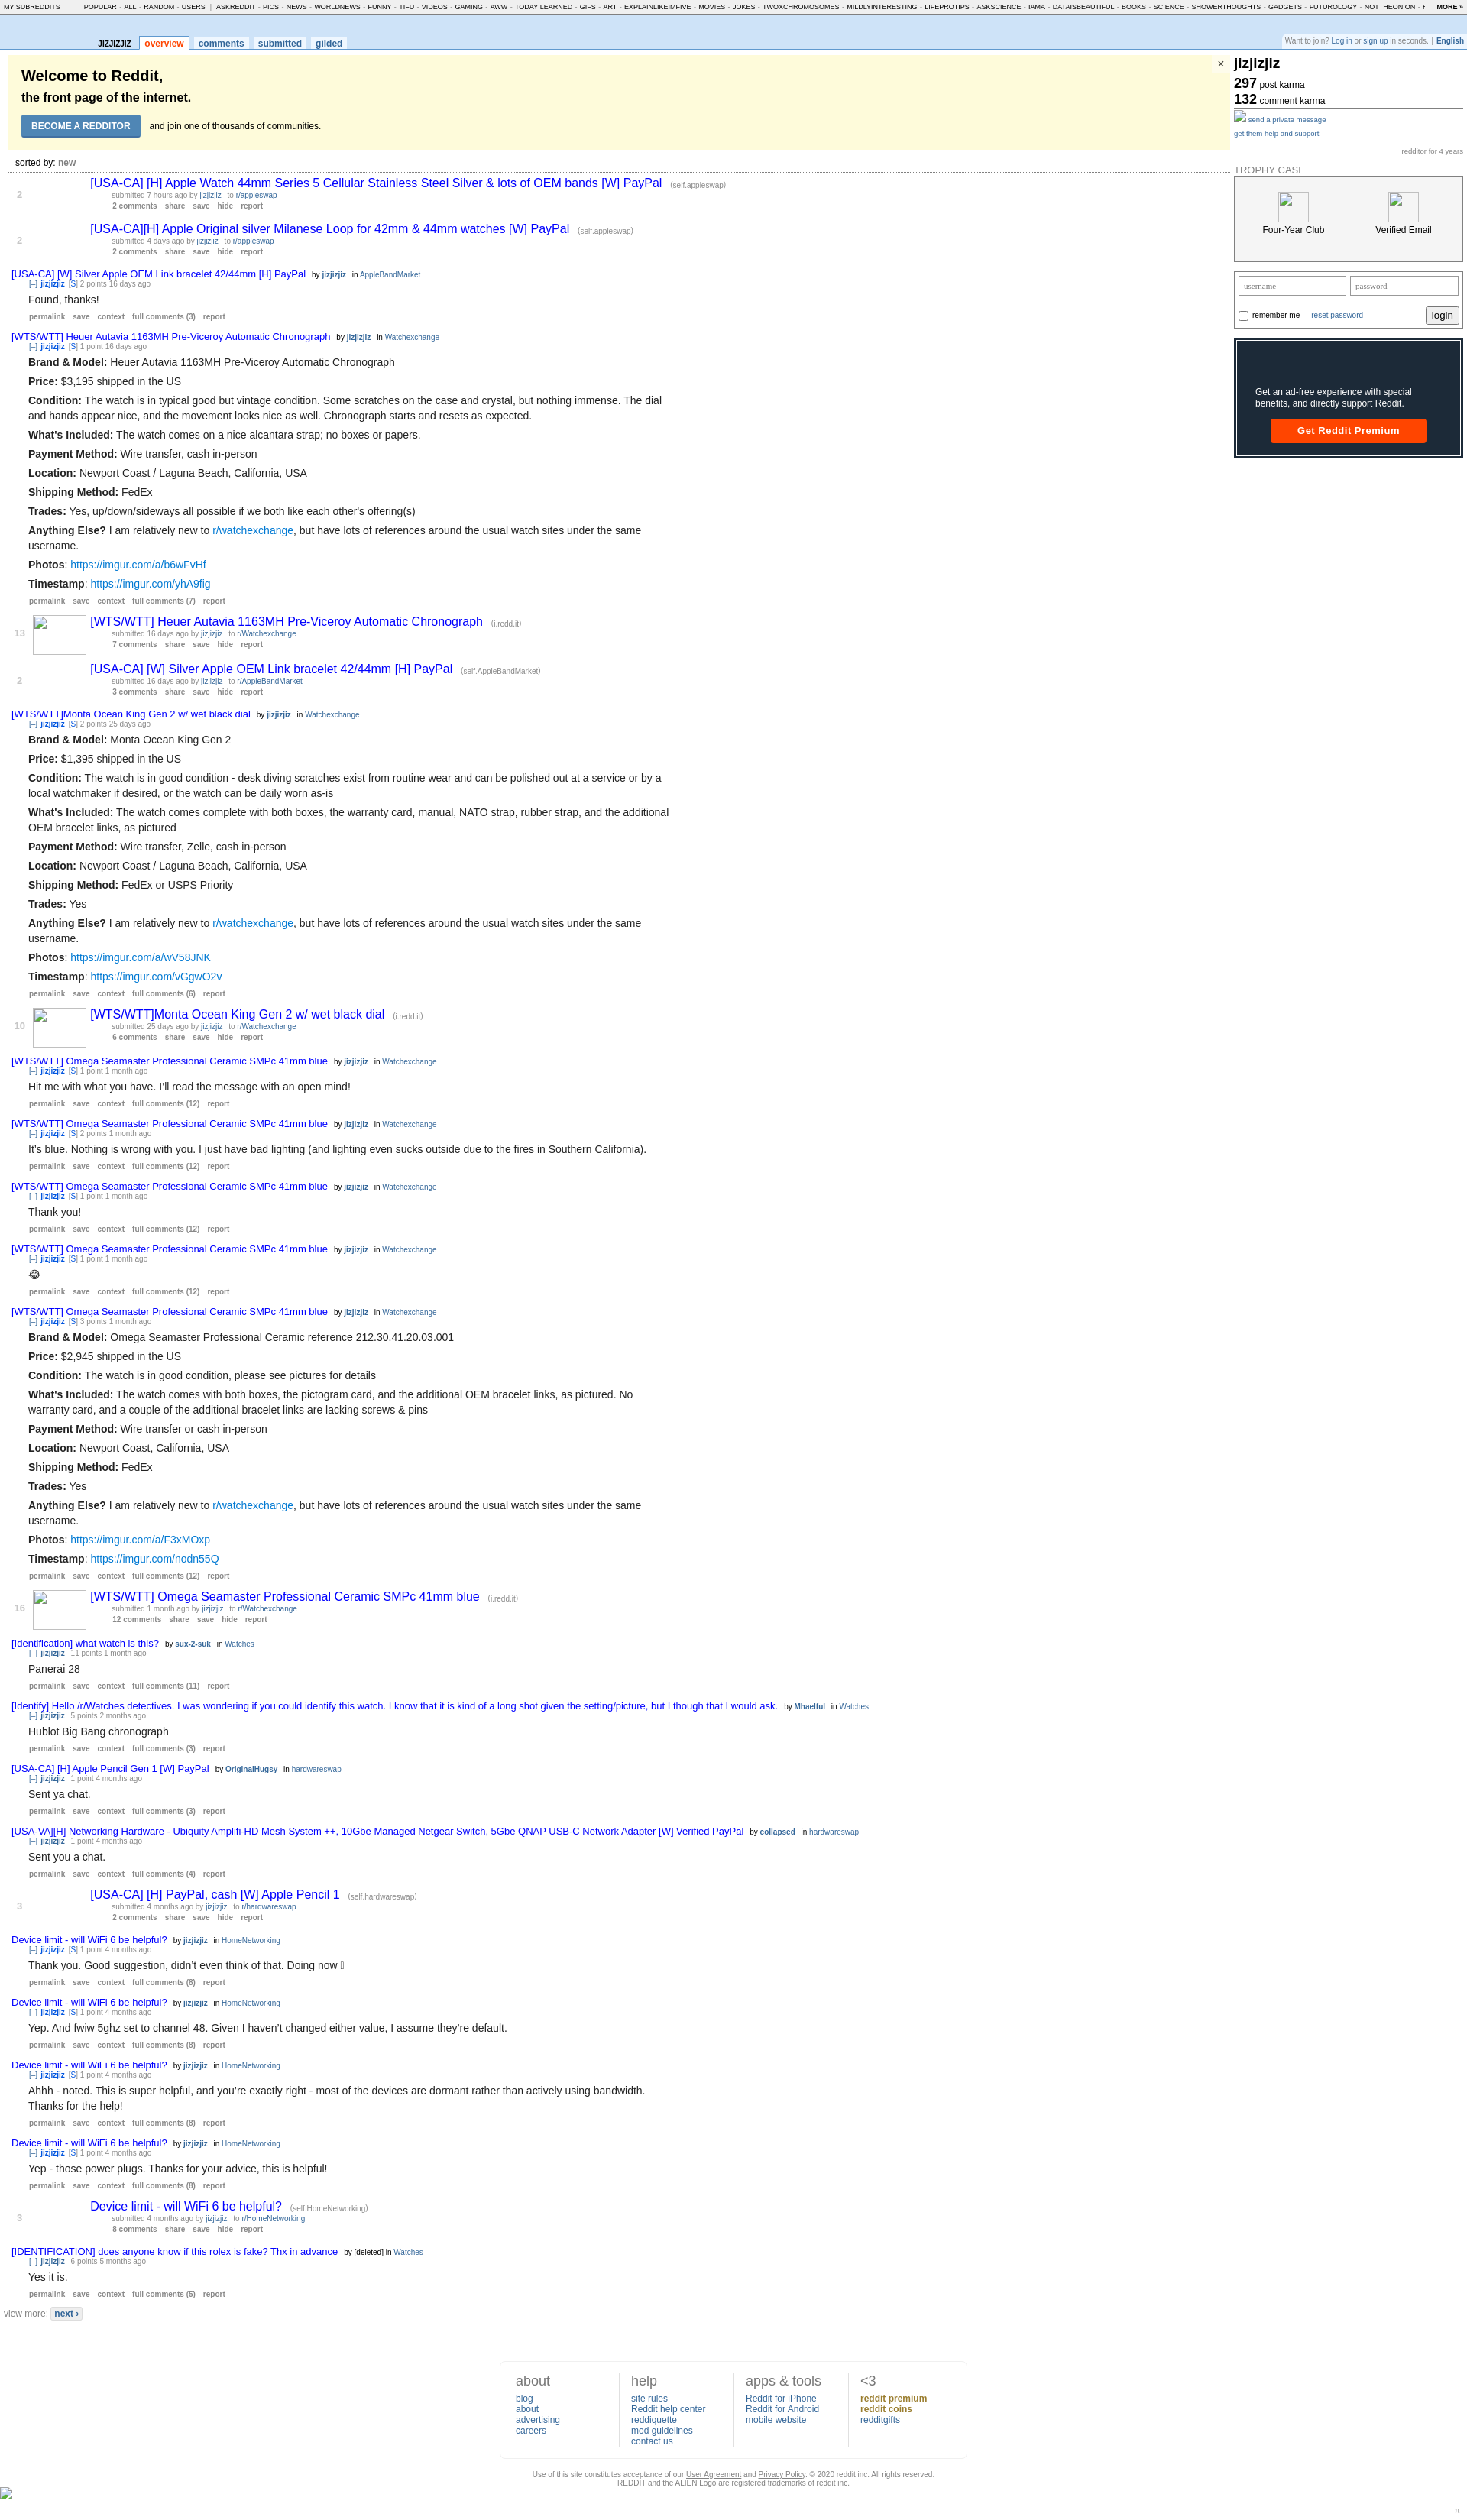 MY SUBREDDITS POPULAR - ALL - RANDOM - USERS | ASKREDDIT - PICS - NEWS - WORLDNEWS - FUNNY - TIFU - VIDEOS - GAMING - AWW - TODAYILEARNED - GIFS - ART - EXPLAINLIKEIMFIVE - MOVIES - JOKES - TWOXCHROMOSOMES - MILDLYINTERESTING - LIFEPROTIPS - ASKSCIENCE - IAMA - DATAISBEAUTIFUL - BOOKS - SCIENCE - SHOWERTHOUGHTS - GADGETS - FUTUROLOGY - NOTTHEONION - MORE »
JIZJIZJIZ overview comments submitted gilded
Want to join? Log in or sign up in seconds. | English
Welcome to Reddit,
the front page of the internet.
BECOME A REDDITOR and join one of thousands of communities.
×
jizjizjiz
297 post karma
132 comment karma
send a private message
get them help and support
redditor for 4 years
TROPHY CASE
Four-Year Club Verified Email
username password
remember me reset password login
Get an ad-free experience with special
benefits, and directly support Reddit.
Get Reddit Premium
sorted by: new
2
[USA-CA] [H] Apple Watch 44mm Series 5 Cellular Stainless Steel Silver & lots of OEM bands [W] PayPal (self.appleswap)
submitted 7 hours ago by jizjizjiz to r/appleswap
2 comments share save hide report
2
[USA-CA][H] Apple Original silver Milanese Loop for 42mm & 44mm watches [W] PayPal (self.appleswap)
submitted 4 days ago by jizjizjiz to r/appleswap
2 comments share save hide report
[USA-CA] [W] Silver Apple OEM Link bracelet 42/44mm [H] PayPal by jizjizjiz in AppleBandMarket
[–] jizjizjiz [S] 2 points 16 days ago
Found, thanks!
permalink save context full comments (3) report
[WTS/WTT] Heuer Autavia 1163MH Pre-Viceroy Automatic Chronograph by jizjizjiz in Watchexchange
[–] jizjizjiz [S] 1 point 16 days ago
Brand & Model: Heuer Autavia 1163MH Pre-Viceroy Automatic Chronograph
Price: $3,195 shipped in the US
Condition: The watch is in typical good but vintage condition. Some scratches on the case and crystal, but nothing immense. The dial
and hands appear nice, and the movement looks nice as well. Chronograph starts and resets as expected.
What's Included: The watch comes on a nice alcantara strap; no boxes or papers.
Payment Method: Wire transfer, cash in-person
Location: Newport Coast / Laguna Beach, California, USA
Shipping Method: FedEx
Trades: Yes, up/down/sideways all possible if we both like each other's offering(s)
Anything Else? I am relatively new to r/watchexchange, but have lots of references around the usual watch sites under the same
username.
Photos: https://imgur.com/a/b6wFvHf
Timestamp: https://imgur.com/yhA9fig
permalink save context full comments (7) report
13
[WTS/WTT] Heuer Autavia 1163MH Pre-Viceroy Automatic Chronograph (i.redd.it)
submitted 16 days ago by jizjizjiz to r/Watchexchange
7 comments share save hide report
2
[USA-CA] [W] Silver Apple OEM Link bracelet 42/44mm [H] PayPal (self.AppleBandMarket)
submitted 16 days ago by jizjizjiz to r/AppleBandMarket
3 comments share save hide report
[WTS/WTT]Monta Ocean King Gen 2 w/ wet black dial by jizjizjiz in Watchexchange
[–] jizjizjiz [S] 2 points 25 days ago
Brand & Model: Monta Ocean King Gen 2
Price: $1,395 shipped in the US
Condition: The watch is in good condition - desk diving scratches exist from routine wear and can be polished out at a service or by a
local watchmaker if desired, or the watch can be daily worn as-is
What's Included: The watch comes complete with both boxes, the warranty card, manual, NATO strap, rubber strap, and the additional
OEM bracelet links, as pictured
Payment Method: Wire transfer, Zelle, cash in-person
Location: Newport Coast / Laguna Beach, California, USA
Shipping Method: FedEx or USPS Priority
Trades: Yes
Anything Else? I am relatively new to r/watchexchange, but have lots of references around the usual watch sites under the same
username.
Photos: https://imgur.com/a/wV58JNK
Timestamp: https://imgur.com/vGgwO2v
permalink save context full comments (6) report
10
[WTS/WTT]Monta Ocean King Gen 2 w/ wet black dial (i.redd.it)
submitted 25 days ago by jizjizjiz to r/Watchexchange
6 comments share save hide report
[WTS/WTT] Omega Seamaster Professional Ceramic SMPc 41mm blue by jizjizjiz in Watchexchange
[–] jizjizjiz [S] 1 point 1 month ago
Hit me with what you have. I’ll read the message with an open mind!
permalink save context full comments (12) report
[WTS/WTT] Omega Seamaster Professional Ceramic SMPc 41mm blue by jizjizjiz in Watchexchange
[–] jizjizjiz [S] 2 points 1 month ago
It's blue. Nothing is wrong with you. I just have bad lighting (and lighting even sucks outside due to the fires in Southern California).
permalink save context full comments (12) report
[WTS/WTT] Omega Seamaster Professional Ceramic SMPc 41mm blue by jizjizjiz in Watchexchange
[–] jizjizjiz [S] 1 point 1 month ago
Thank you!
permalink save context full comments (12) report
[WTS/WTT] Omega Seamaster Professional Ceramic SMPc 41mm blue by jizjizjiz in Watchexchange
[–] jizjizjiz [S] 1 point 1 month ago
😂
permalink save context full comments (12) report
[WTS/WTT] Omega Seamaster Professional Ceramic SMPc 41mm blue by jizjizjiz in Watchexchange
[–] jizjizjiz [S] 3 points 1 month ago
Brand & Model: Omega Seamaster Professional Ceramic reference 212.30.41.20.03.001
Price: $2,945 shipped in the US
Condition: The watch is in good condition, please see pictures for details
What's Included: The watch comes with both boxes, the pictogram card, and the additional OEM bracelet links, as pictured. No
warranty card, and a couple of the additional bracelet links are lacking screws & pins
Payment Method: Wire transfer or cash in-person
Location: Newport Coast, California, USA
Shipping Method: FedEx
Trades: Yes
Anything Else? I am relatively new to r/watchexchange, but have lots of references around the usual watch sites under the same
username.
Photos: https://imgur.com/a/F3xMOxp
Timestamp: https://imgur.com/nodn55Q
permalink save context full comments (12) report
16
[WTS/WTT] Omega Seamaster Professional Ceramic SMPc 41mm blue (i.redd.it)
submitted 1 month ago by jizjizjiz to r/Watchexchange
12 comments share save hide report
[Identification] what watch is this? by sux-2-suk in Watches
[–] jizjizjiz 11 points 1 month ago
Panerai 28
permalink save context full comments (11) report
[Identify] Hello /r/Watches detectives. I was wondering if you could identify this watch. I know that it is kind of a long shot given the setting/picture, but I though that I would ask. by Mhaelful in Watches
[–] jizjizjiz 5 points 2 months ago
Hublot Big Bang chronograph
permalink save context full comments (3) report
[USA-CA] [H] Apple Pencil Gen 1 [W] PayPal by OriginalHugsy in hardwareswap
[–] jizjizjiz 1 point 4 months ago
Sent ya chat.
permalink save context full comments (3) report
[USA-VA][H] Networking Hardware - Ubiquity Amplifi-HD Mesh System ++, 10Gbe Managed Netgear Switch, 5Gbe QNAP USB-C Network Adapter [W] Verified PayPal by collapsed in hardwareswap
[–] jizjizjiz 1 point 4 months ago
Sent you a chat.
permalink save context full comments (4) report
3
[USA-CA] [H] PayPal, cash [W] Apple Pencil 1 (self.hardwareswap)
submitted 4 months ago by jizjizjiz to r/hardwareswap
2 comments share save hide report
Device limit - will WiFi 6 be helpful? by jizjizjiz in HomeNetworking
[–] jizjizjiz [S] 1 point 4 months ago
Thank you. Good suggestion, didn’t even think of that. Doing now
permalink save context full comments (8) report
Device limit - will WiFi 6 be helpful? by jizjizjiz in HomeNetworking
[–] jizjizjiz [S] 1 point 4 months ago
Yep. And fwiw 5ghz set to channel 48. Given I haven’t changed either value, I assume they’re default.
permalink save context full comments (8) report
Device limit - will WiFi 6 be helpful? by jizjizjiz in HomeNetworking
[–] jizjizjiz [S] 1 point 4 months ago
Ahhh - noted. This is super helpful, and you’re exactly right - most of the devices are dormant rather than actively using bandwidth.
Thanks for the help!
permalink save context full comments (8) report
Device limit - will WiFi 6 be helpful? by jizjizjiz in HomeNetworking
[–] jizjizjiz [S] 1 point 4 months ago
Yep - those power plugs. Thanks for your advice, this is helpful!
permalink save context full comments (8) report
3
Device limit - will WiFi 6 be helpful? (self.HomeNetworking)
submitted 4 months ago by jizjizjiz to r/HomeNetworking
8 comments share save hide report
[IDENTIFICATION] does anyone know if this rolex is fake? Thx in advance by [deleted] in Watches
[–] jizjizjiz 6 points 5 months ago
Yes it is.
permalink save context full comments (5) report
view more: next ›
about
blog
about
advertising
careers
help
site rules
Reddit help center
reddiquette
mod guidelines
contact us
apps & tools
Reddit for iPhone
Reddit for Android
mobile website
<3
reddit premium
reddit coins
redditgifts
Use of this site constitutes acceptance of our User Agreement and Privacy Policy. © 2020 reddit inc. All rights reserved.
REDDIT and the ALIEN Logo are registered trademarks of reddit inc.
π